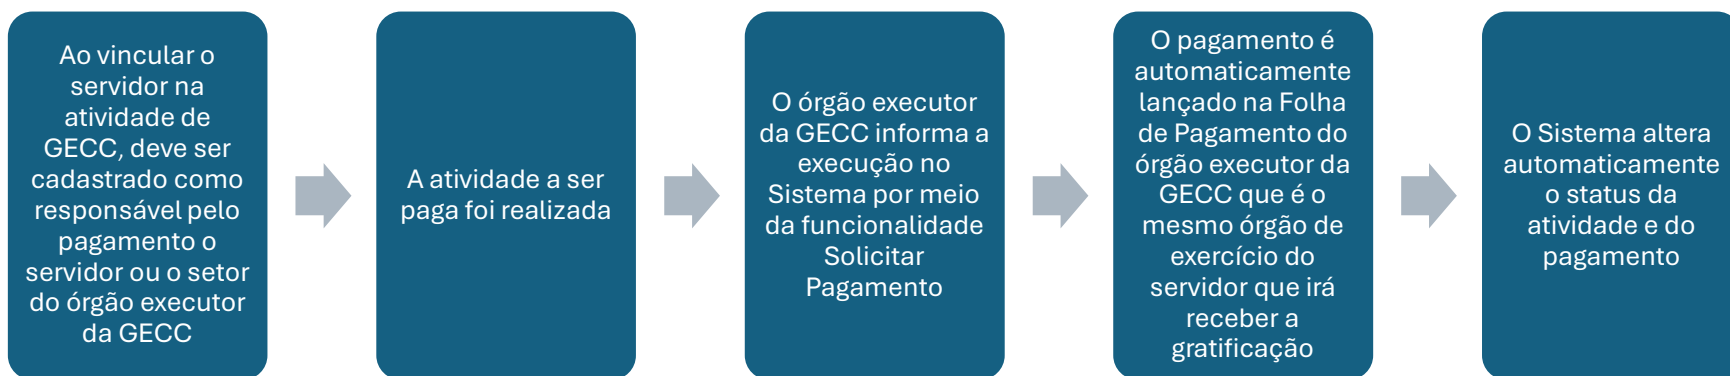 Ao vincular o
servidor na
atividade de
GECC, deve ser
cadastrado como
responsável pelo
pagamento o
servidor ou o setor
do órgão executor
da GECC
A atividade a ser
paga foi realizada
O órgão executor
da GECC informa a
execução no
Sistema por meio
da funcionalidade
Solicitar
Pagamento
O pagamento é
automaticamente
lançado na Folha
de Pagamento do
órgão executor da
GECC que é o
mesmo órgão de
exercício do
servidor que irá
receber a
gratificação
O Sistema altera
automaticamente
o status da
atividade e do
pagamento